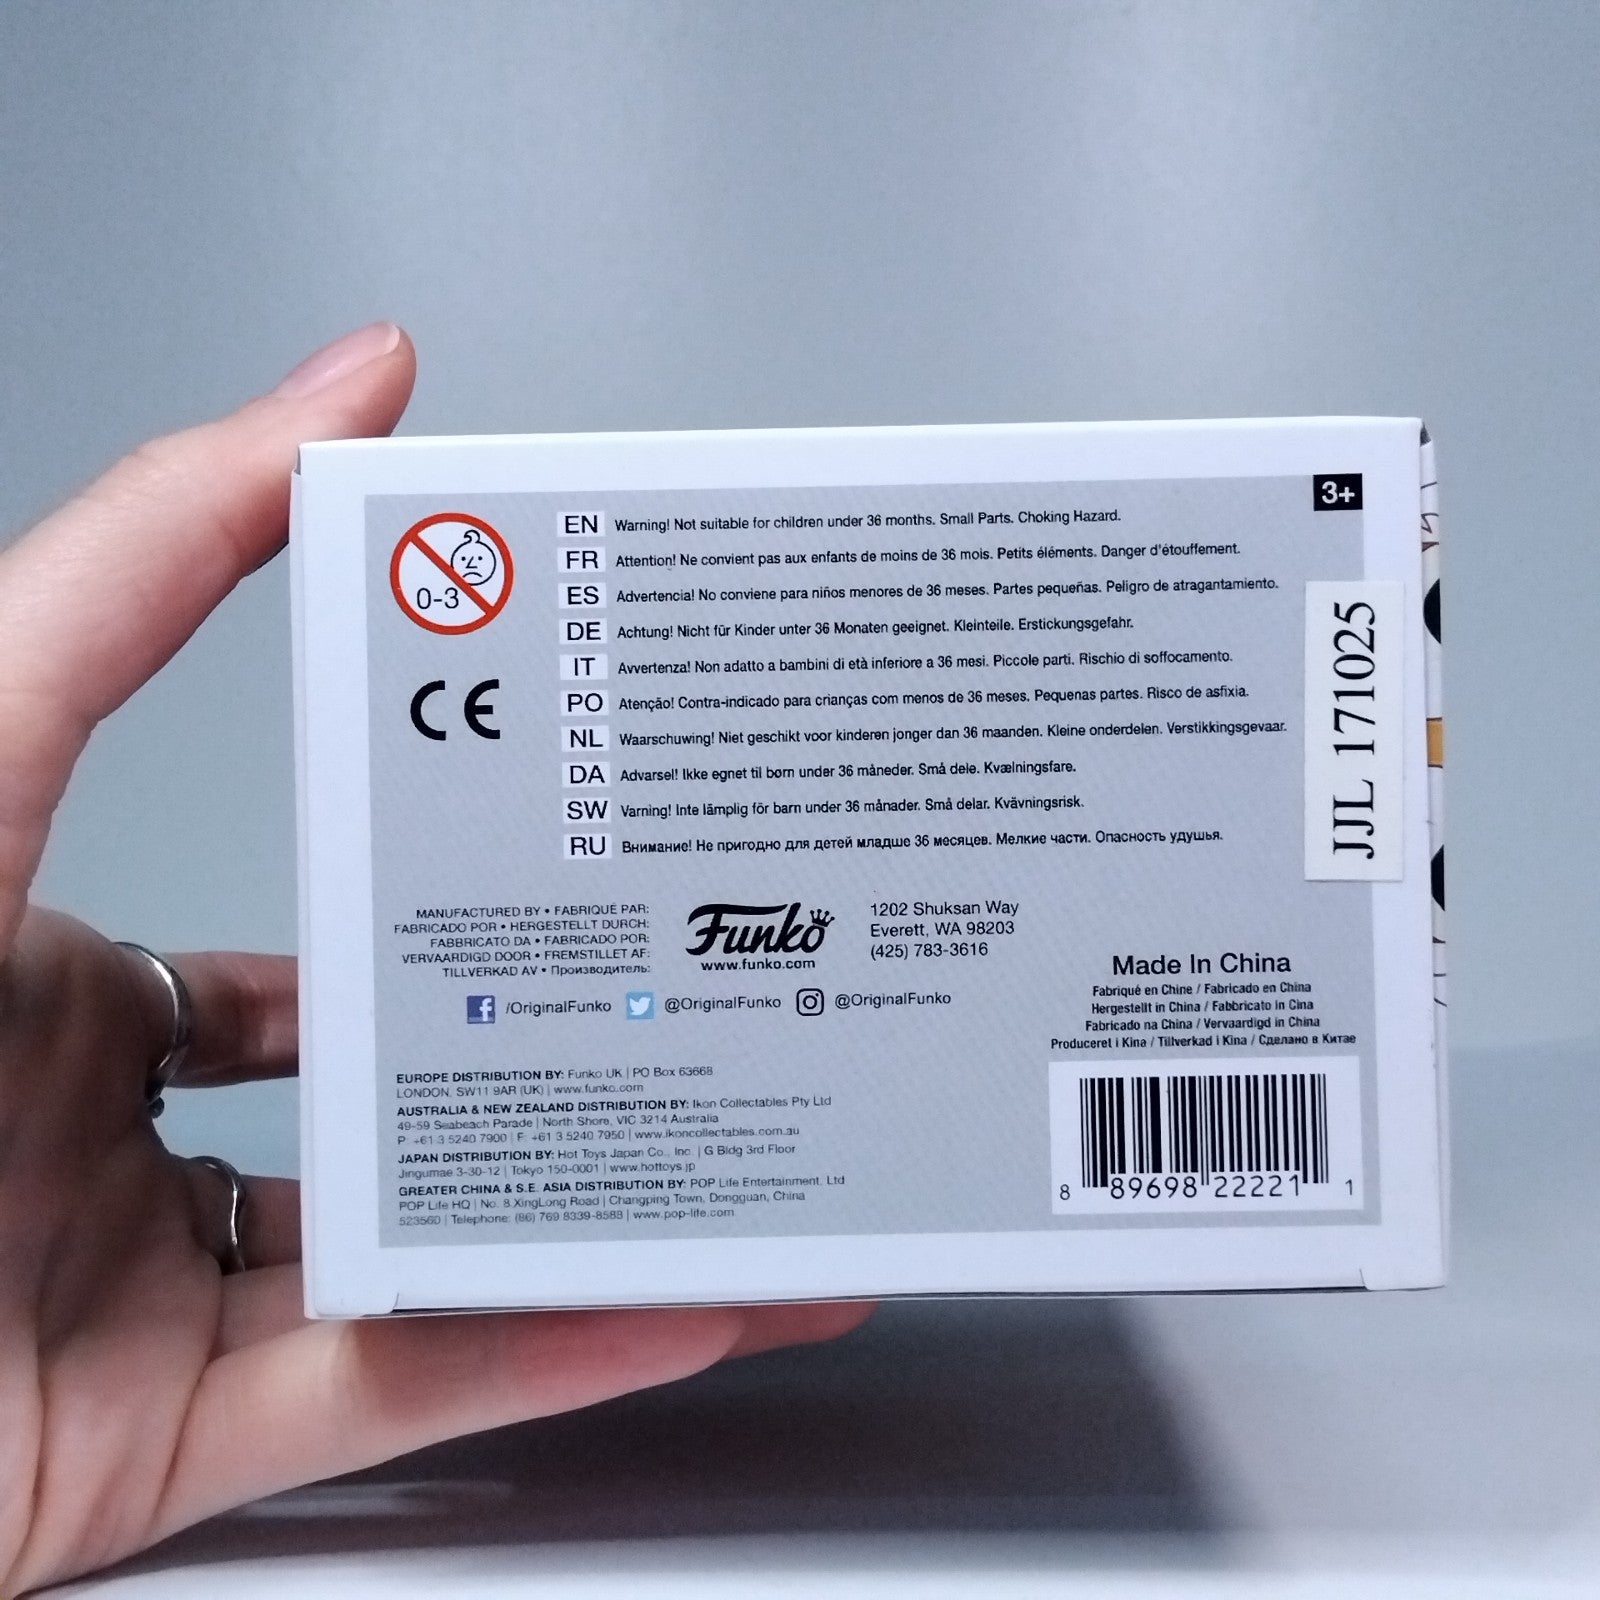 3+
0-3
EN Warning! Not suitable for children under 36 months. Small Parts. Choking Hazard.
FR Attention! Ne convient pas aux enfants de moins de 36 mois. Petits éléments. Danger d'étouffement.
ES Advertencia! No conviene para niños menores de 36 meses. Partes pequeñas. Peligro de atragantamiento.
DE Achtung! Nicht für Kinder unter 36 Monaten geeignet. Kleinteile. Erstickungsgefahr.
IT Avvertenza! Non adatto a bambini di età inferiore a 36 mesi. Piccole parti. Rischio di soffocamento.
PO Atenção! Contra-indicado para crianças com menos de 36 meses. Pequenas partes. Risco de asfixia.
NL Waarschuwing! Niet geschikt voor kinderen jonger dan 36 maanden. Kleine onderdelen. Verstikkingsgevaar.
DA Advarsel! Ikke egnet til børn under 36 måneder. Små dele. Kvælningsfare.
SW Varning! Inte lämplig för barn under 36 månader. Små delar. Kvävningsrisk.
RU Внимание! Не пригодно для детей младше 36 месяцев. Мелкие части. Опасность удушья.
CE
JJL 171025
MANUFACTURED BY • FABRIQUÉ PAR:
FABRICADO POR • HERGESTELLT DURCH:
FABBRICATO DA • FABRICADO POR:
VERVAARDIGD DOOR • FREMSTILLET AF:
TILLVERKAD AV • Производитель:
Funko
www.funko.com
1202 Shuksan Way
Everett, WA 98203
(425) 783-3616
/OriginalFunko @OriginalFunko @OriginalFunko
Made In China
Fabriqué en Chine / Fabricado en China
Hergestellt in China / Fabbricato in Cina
Fabricado na China / Vervaardigd in China
Produceret i Kina / Tillverkad i Kina / Сделано в Китае
EUROPE DISTRIBUTION BY: Funko UK | PO Box 63668
LONDON, SW11 9AR (UK) | www.funko.com
AUSTRALIA & NEW ZEALAND DISTRIBUTION BY: Ikon Collectables Pty Ltd
49-59 Seabeach Parade | North Shore, VIC 3214 Australia
P: +61 3 5240 7900 | F: +61 3 5240 7950 | www.ikoncollectables.com.au
JAPAN DISTRIBUTION BY: Hot Toys Japan Co., Inc. | G Bldg 3rd Floor
Jingumae 3-30-12 | Tokyo 150-0001 | www.hottoys.jp
GREATER CHINA & S.E. ASIA DISTRIBUTION BY: POP Life Entertainment, Ltd
POP Life HQ | No. 8 XingLong Road | Changping Town, Dongguan, China
523560 | Telephone: (86) 769 8339-8588 | www.pop-life.com
8 89698 22221 1